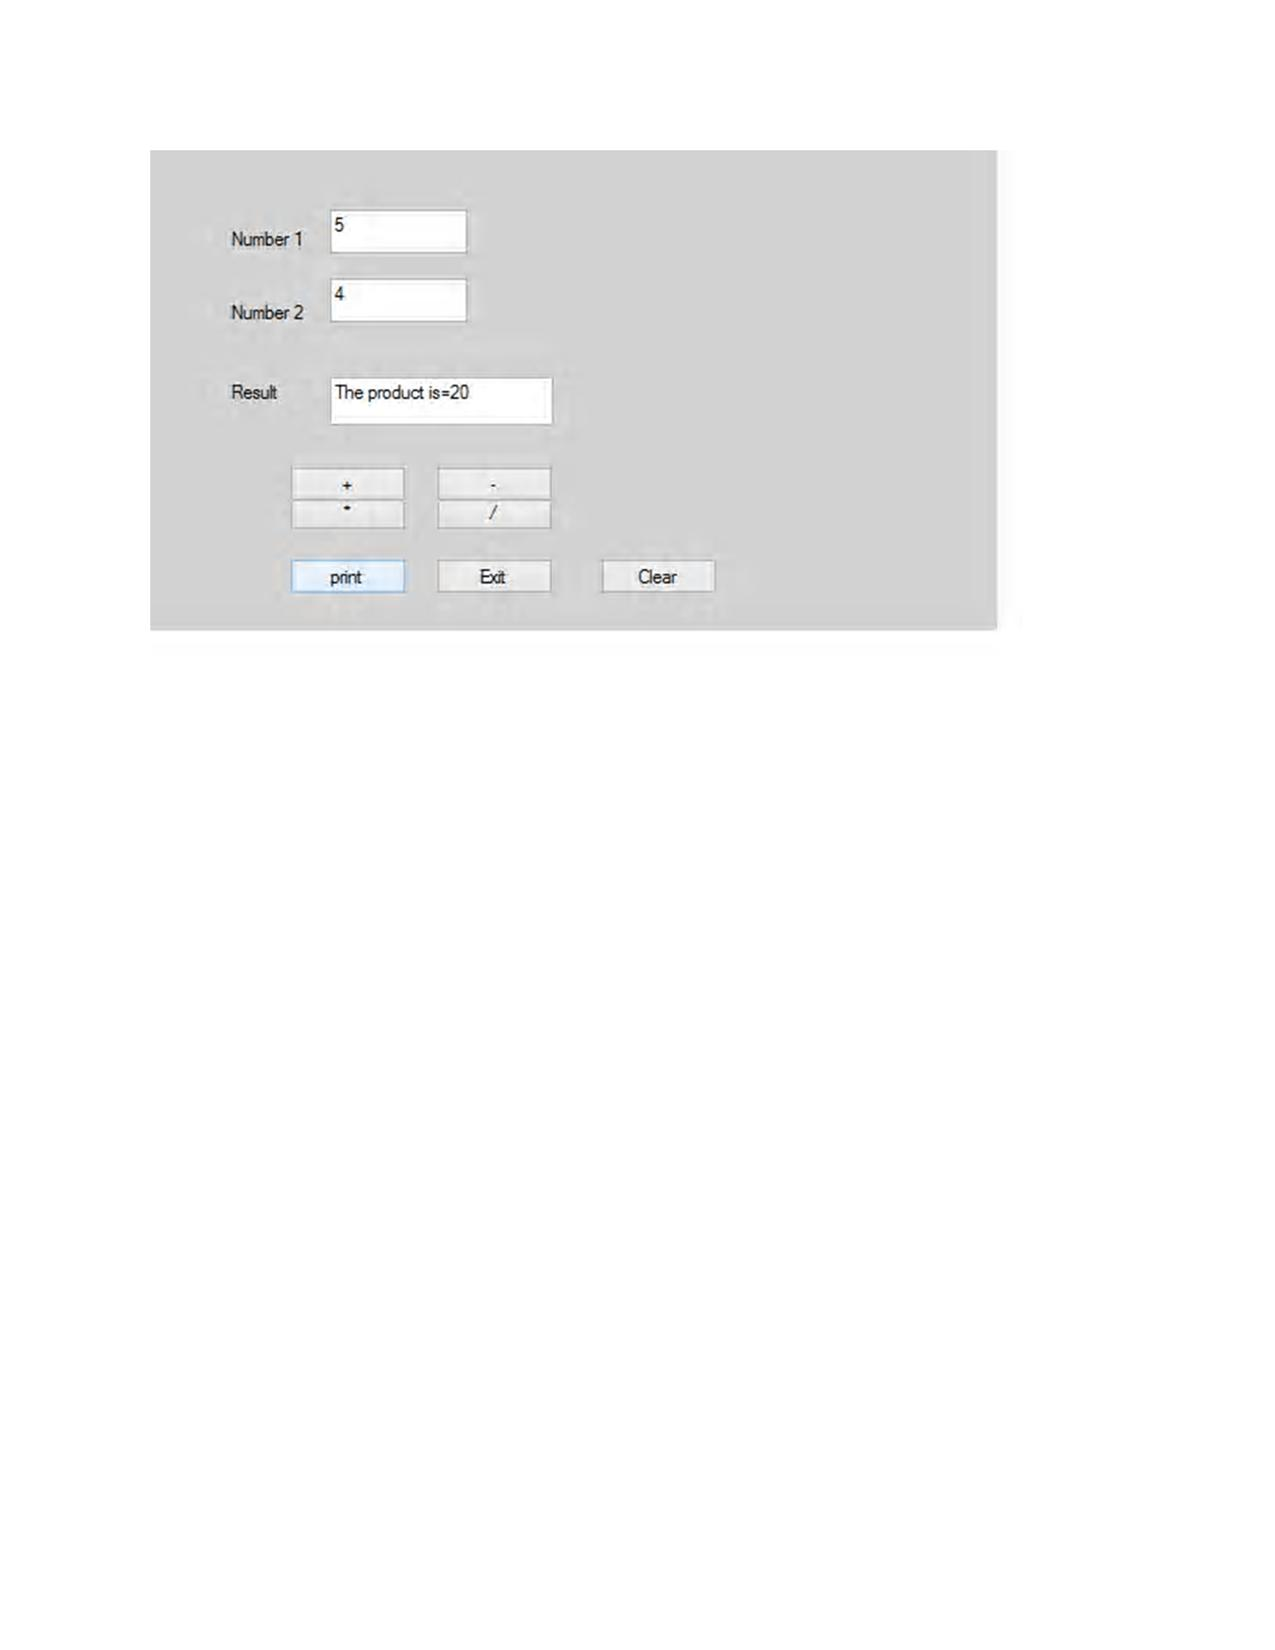 Number 1 5
Number 2 4
Result The product is=20
+ -
* /
print Exit Clear